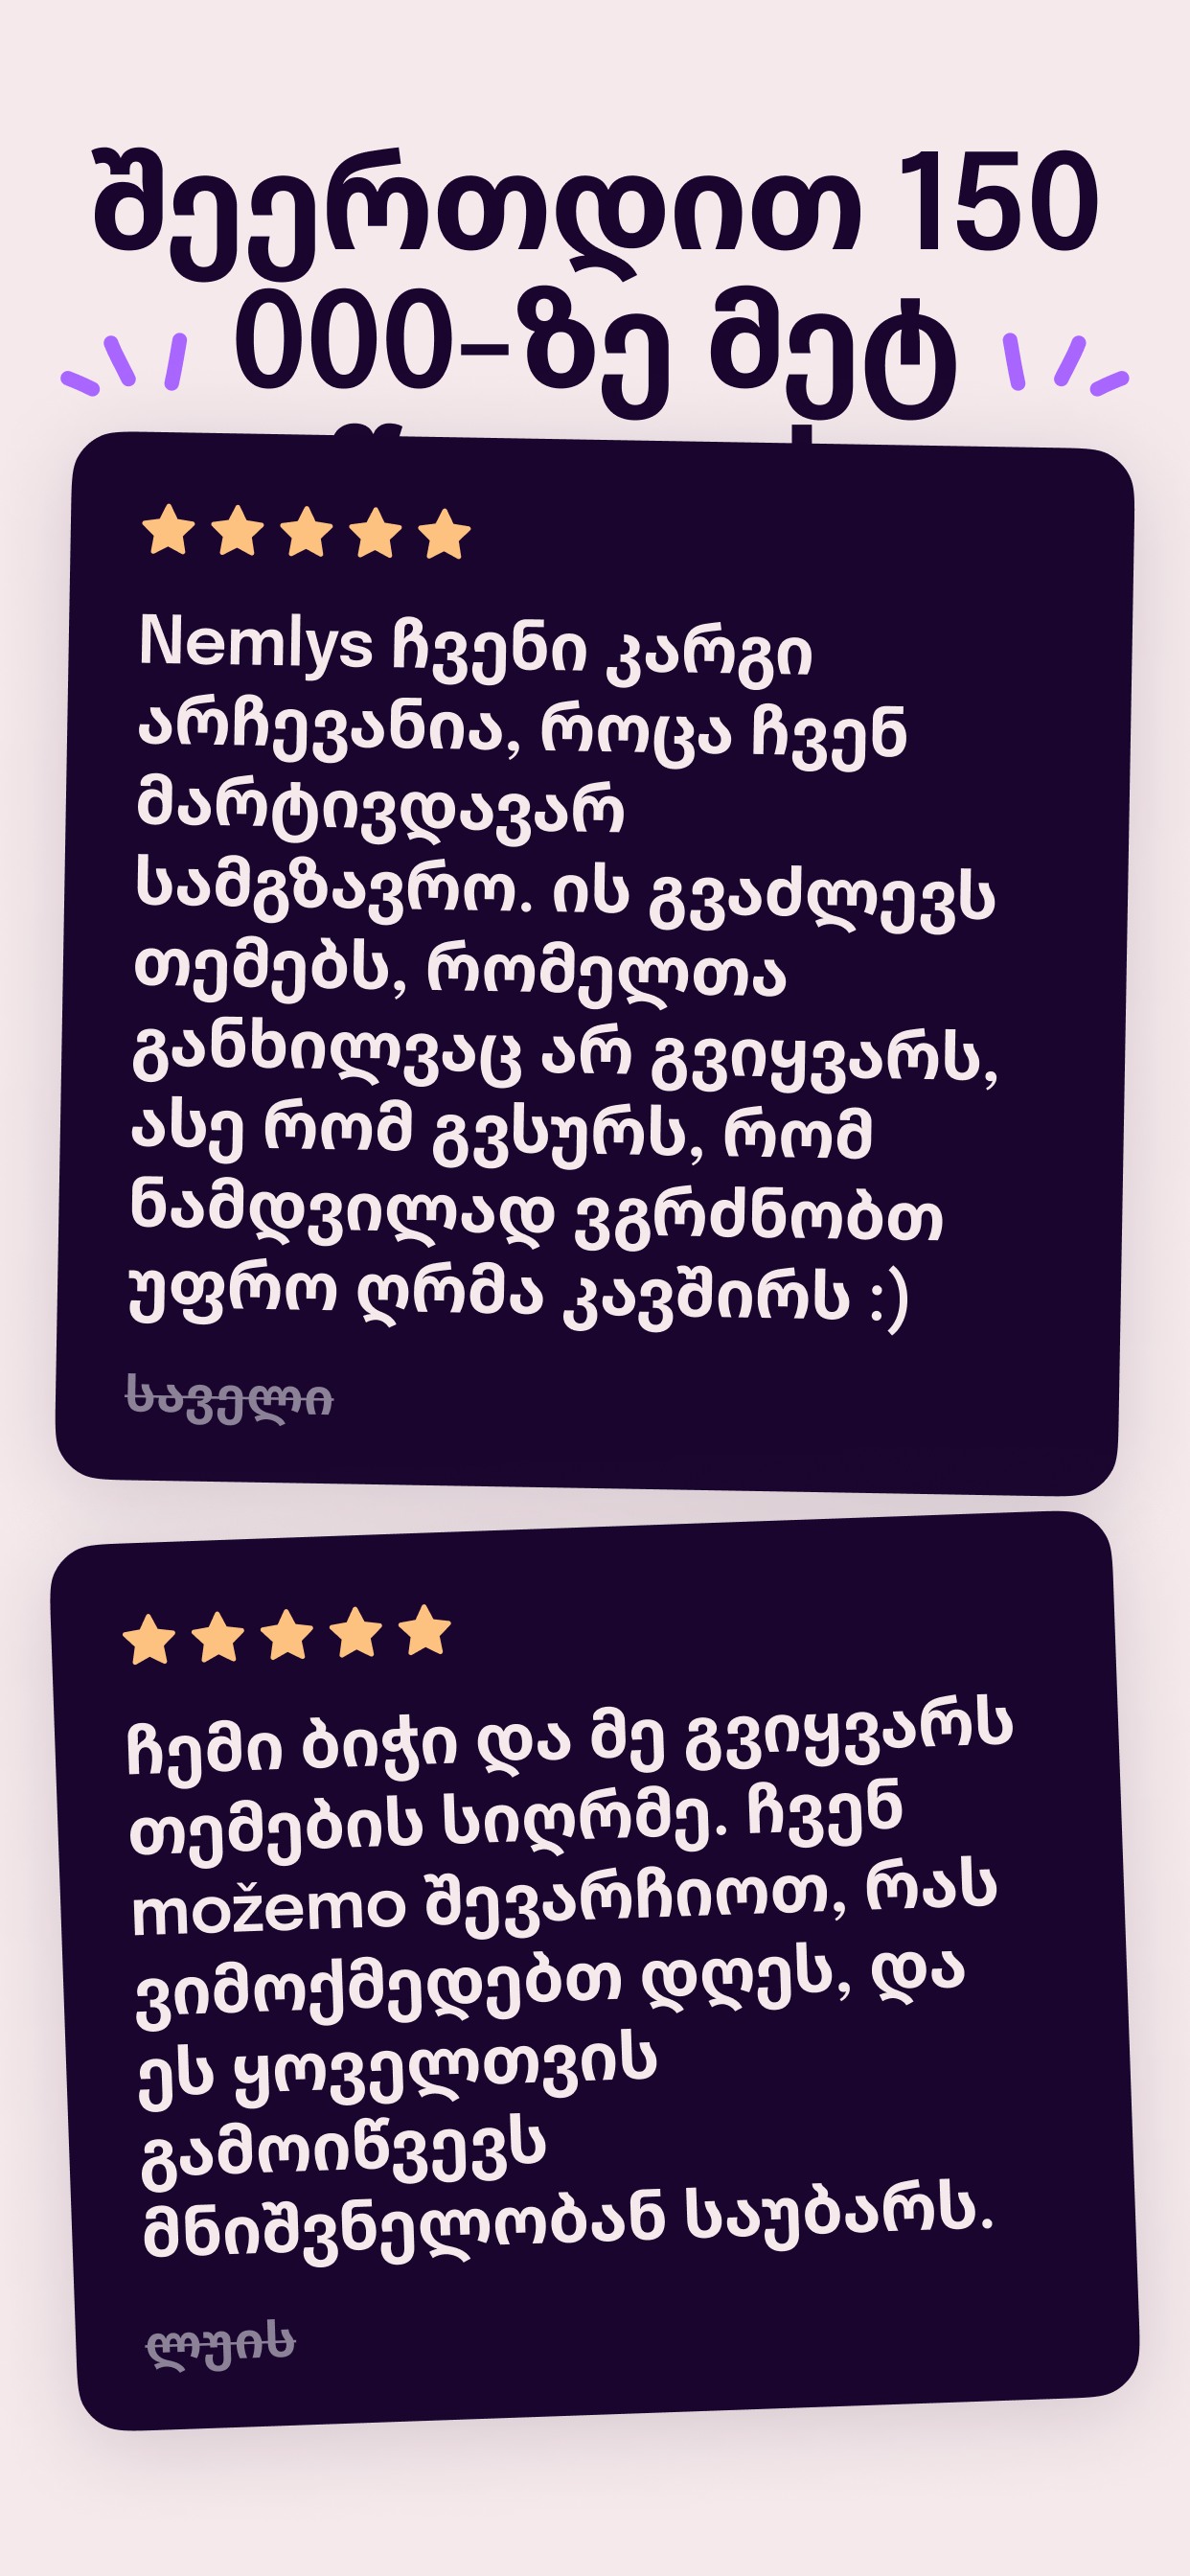 შეერთდით 150
000-ზე მეტ
Nemlys ჩვენი კარგი
არჩევანია, როცა ჩვენ
მარტივდავარ
სამგზავრო. ის გვაძლევს
თემებს, რომელთა
განხილვაც არ გვიყვარს,
ასე რომ გვსურს, რომ
ნამდვილად ვგრძნობთ
უფრო ღრმა კავშირს :)
საველი
ჩემი ბიჭი და მე გვიყვარს
თემების სიღრმე. ჩვენ
možemo შევარჩიოთ, რას
ვიმოქმედებთ დღეს, და
ეს ყოველთვის
გამოიწვევს
მნიშვნელობან საუბარს.
ლუის